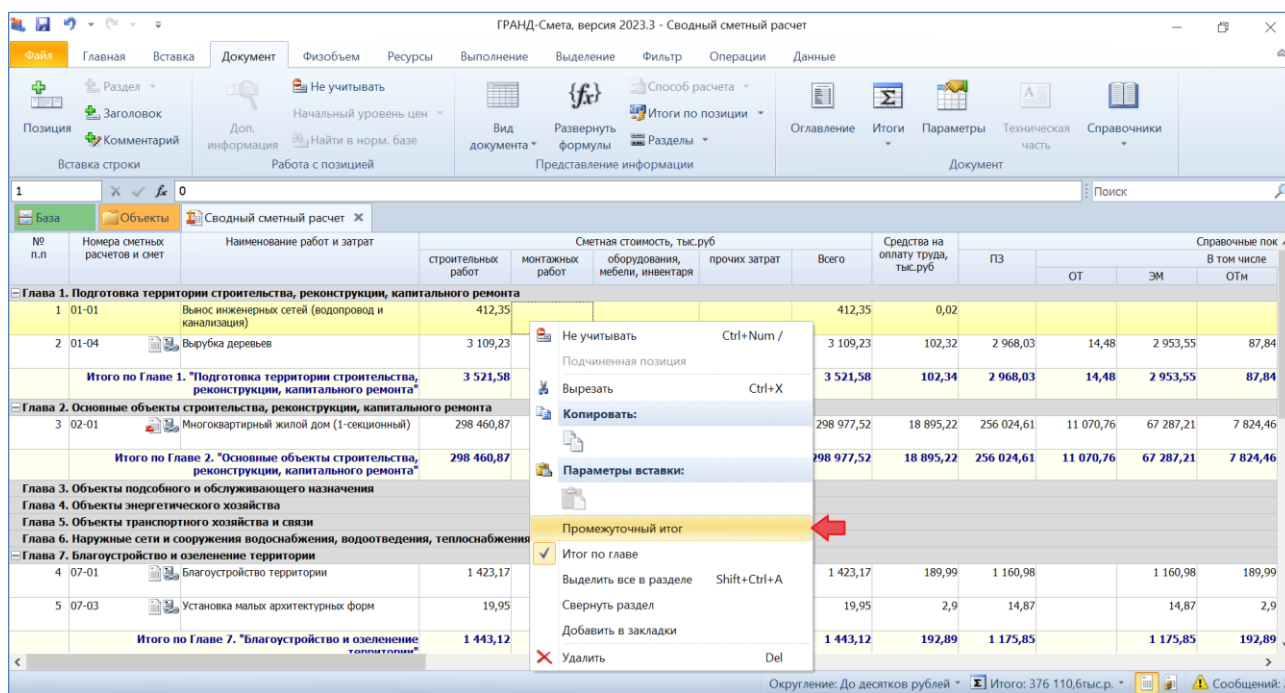 ГРАНД-Смета, версия 2023.3 - Сводный сметный расчет
Файл Главная Вставка Документ Физобъем Ресурсы Выполнение Выделение Фильтр Операции Данные
Позиция
Раздел
Заголовок
Комментарий
Вставка строки
Доп. информация
Не учитывать
Начальный уровень цен
Найти в норм. базе
Работа с позицией
Вид документа
Развернуть формулы
Способ расчета
Итоги по позиции
Разделы
Представление информации
Оглавление
Итоги
Параметры
Техническая часть
Справочники
Документ
1 fx 0 Поиск
База Объекты Сводный сметный расчет
№ п.п Номера сметных расчетов и смет Наименование работ и затрат Сметная стоимость, тыс.руб Средства на оплату труда, тыс.руб Справочные пок
строительных работ монтажных работ оборудования, мебели, инвентаря прочих затрат Всего ПЗ В том числе
ОТ ЭМ ОТм
Глава 1. Подготовка территории строительства, реконструкции, капитального ремонта
1 01-01 Вынос инженерных сетей (водопровод и канализация) 412,35 412,35 0,02
2 01-04 Вырубка деревьев 3 109,23 3 109,23 102,32 2 968,03 14,48 2 953,55 87,84
Итого по Главе 1. "Подготовка территории строительства, реконструкции, капитального ремонта" 3 521,58 3 521,58 102,34 2 968,03 14,48 2 953,55 87,84
Глава 2. Основные объекты строительства, реконструкции, капитального ремонта
3 02-01 Многоквартирный жилой дом (1-секционный) 298 460,87 298 977,52 18 895,22 256 024,61 11 070,76 67 287,21 7 824,46
Итого по Главе 2. "Основные объекты строительства, реконструкции, капитального ремонта" 298 460,87 298 977,52 18 895,22 256 024,61 11 070,76 67 287,21 7 824,46
Глава 3. Объекты подсобного и обслуживающего назначения
Глава 4. Объекты энергетического хозяйства
Глава 5. Объекты транспортного хозяйства и связи
Глава 6. Наружные сети и сооружения водоснабжения, водоотведения, теплоснабжения
Глава 7. Благоустройство и озеленение территории
4 07-01 Благоустройство территории 1 423,17 1 423,17 189,99 1 160,98 1 160,98 189,99
5 07-03 Установка малых архитектурных форм 19,95 19,95 2,9 14,87 14,87 2,9
Итого по Главе 7. "Благоустройство и озеленение территории" 1 443,12 1 443,12 192,89 1 175,85 1 175,85 192,89
Не учитывать Ctrl+Num /
Подчиненная позиция
Вырезать Ctrl+X
Копировать:
Параметры вставки:
Промежуточный итог
Итог по главе
Выделить все в разделе Shift+Ctrl+A
Свернуть раздел
Добавить в закладки
Удалить Del
Округление: До десятков рублей Итого: 376 110,6тыс.р. Сообщений: